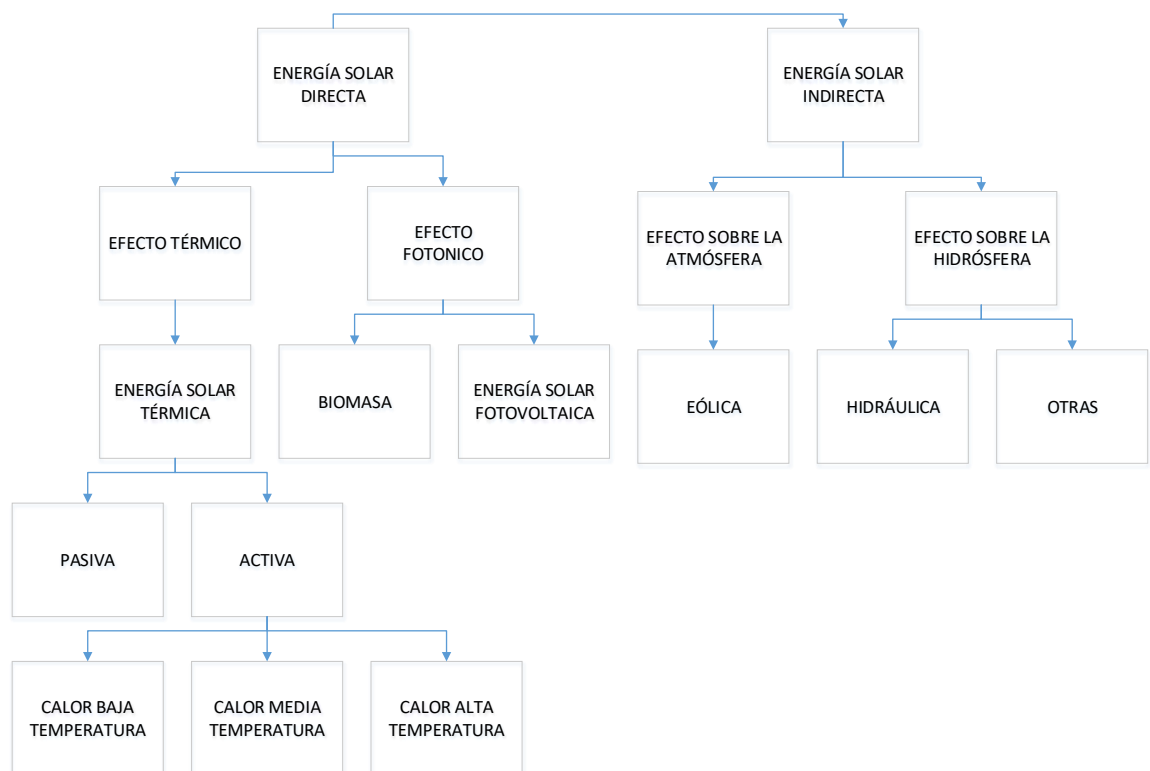 ENERGÍA SOLAR
DIRECTA
ENERGÍA SOLAR
INDIRECTA
EFECTO TÉRMICO
EFECTO
FOTONICO
EFECTO SOBRE LA
ATMÓSFERA
EFECTO SOBRE LA
HIDRÓSFERA
ENERGÍA SOLAR
TÉRMICA
BIOMASA
ENERGÍA SOLAR
FOTOVOLTAICA
EÓLICA
HIDRÁULICA
OTRAS
PASIVA
ACTIVA
CALOR BAJA
TEMPERATURA
CALOR MEDIA
TEMPERATURA
CALOR ALTA
TEMPERATURA